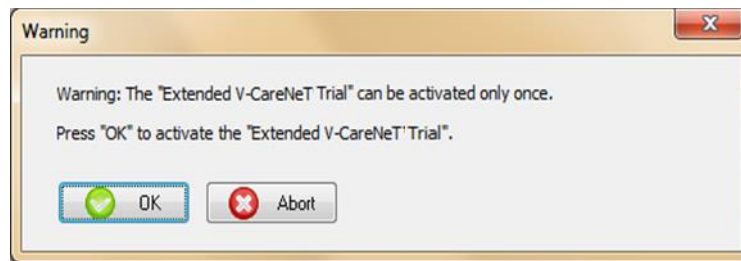 Warning
Warning: The "Extended V-CareNeT Trial" can be activated only once.
Press "OK" to activate the "Extended V-CareNeT' Trial".
OK Abort